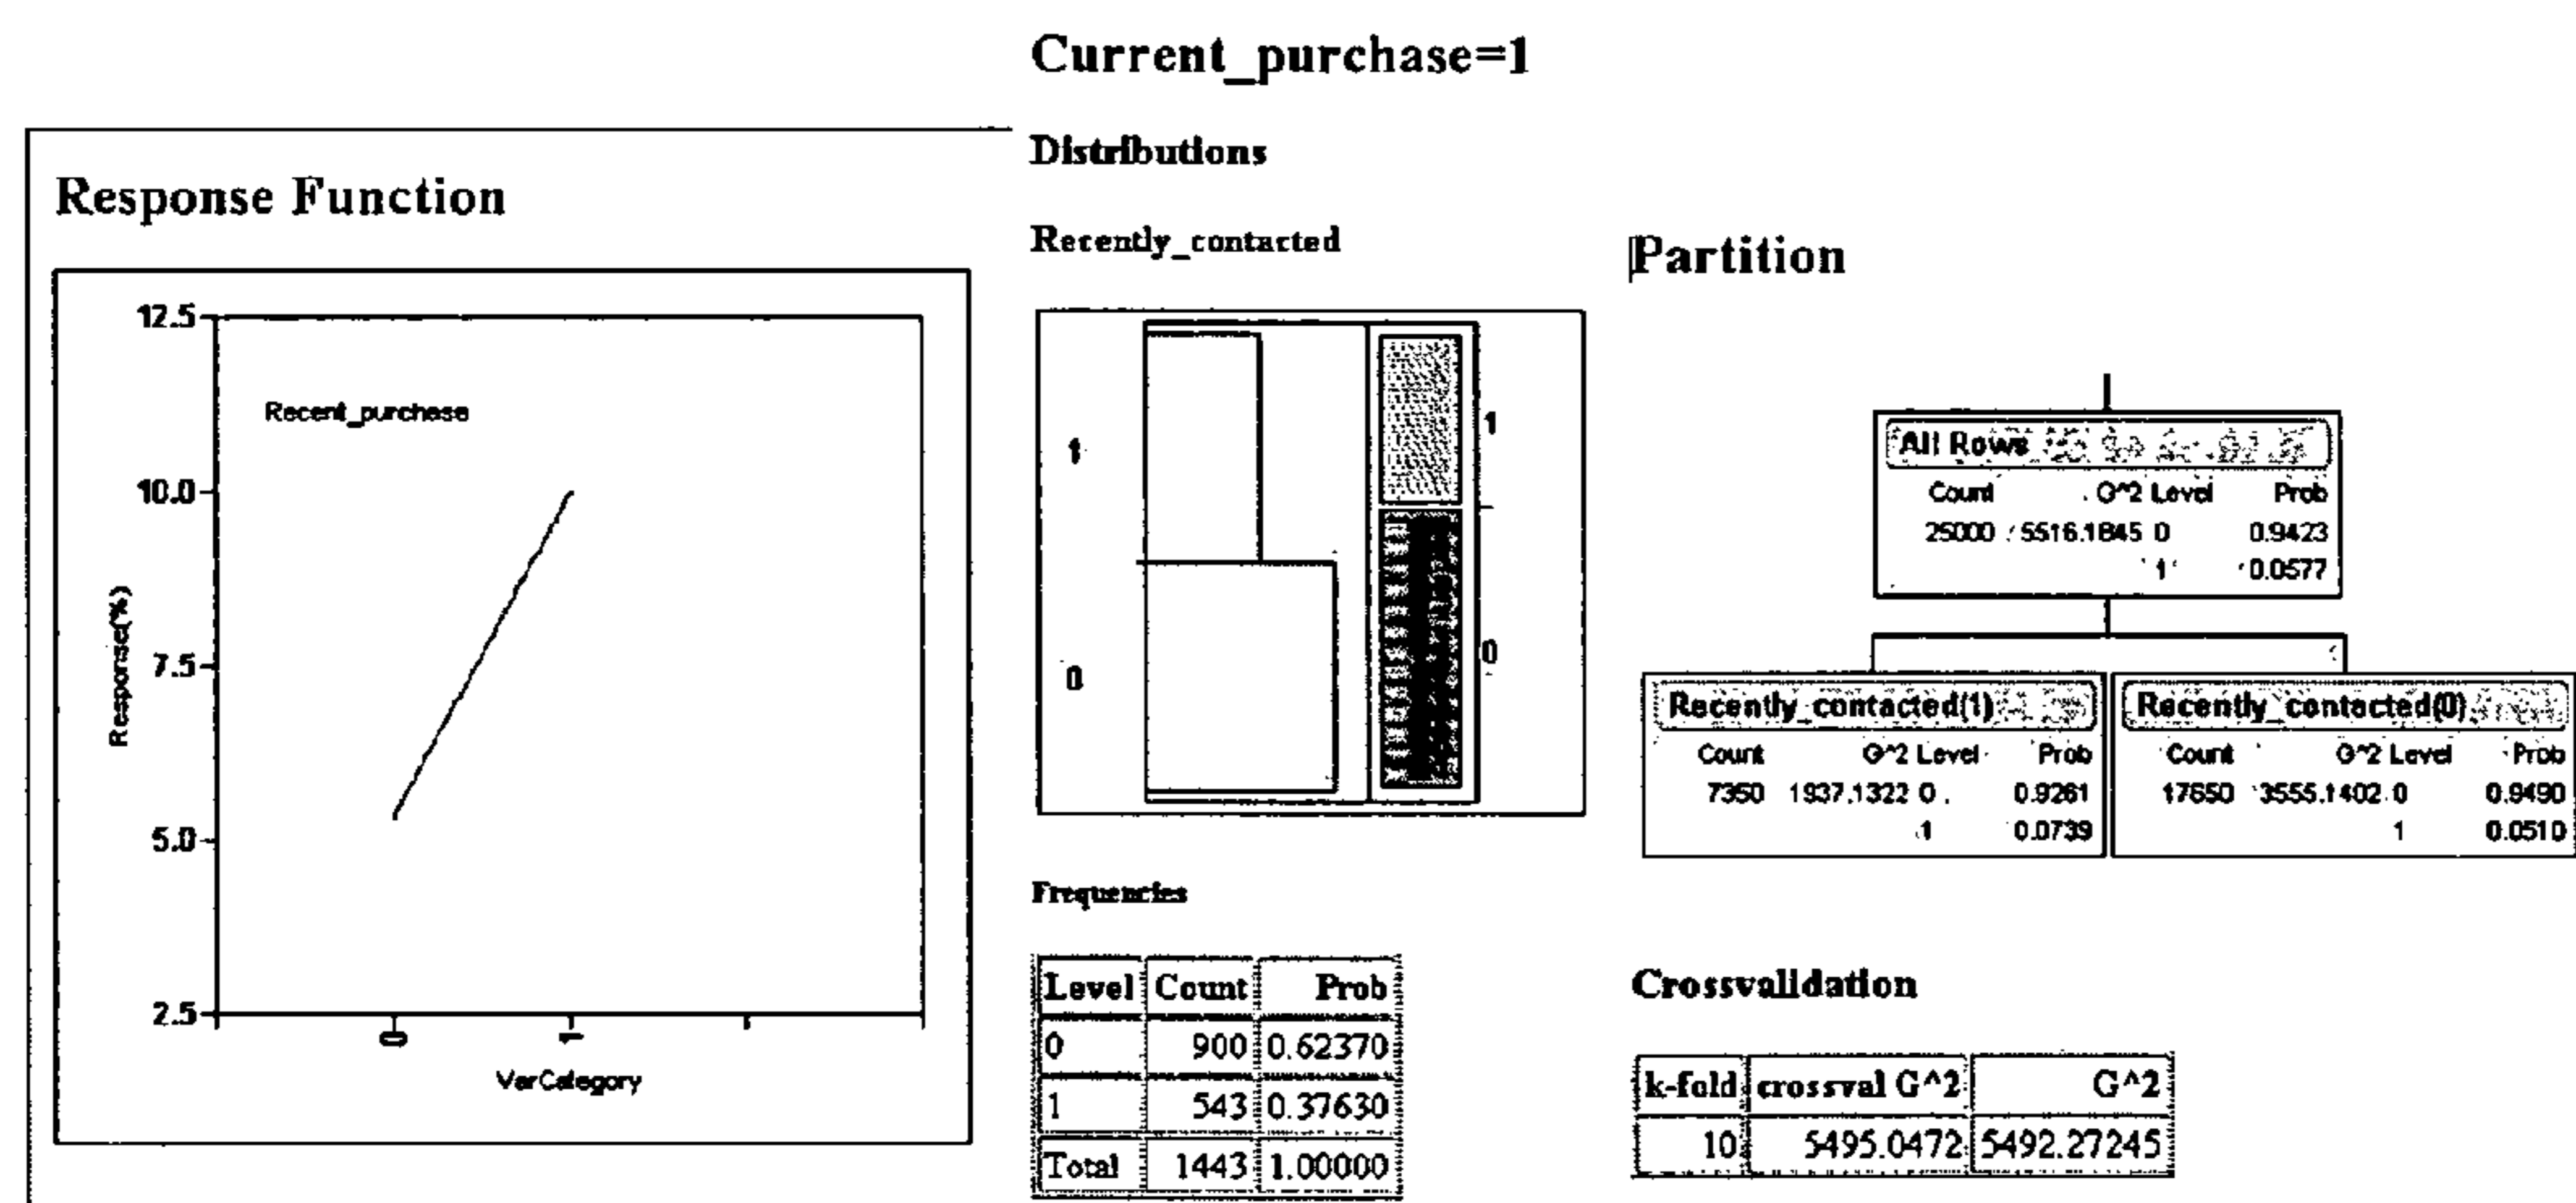 Current_purchase=1
Response Function
12.5
Recent_purchase
10.0
7.5
5.0
2.5
Response(%)
0
1
VarCategory
Distributions
Recently_contacted
1
0
1
0
Frequencies
Level Count Prob
0 900 0.62370
1 543 0.37630
Total 1443 1.00000
Partition
All Rows
Count G^2 Level Prob
25000 5516.1845 0 0.9423
1 0.0577
Recently_contacted(1)
Count G^2 Level Prob
7350 1937.1322 0 0.9261
1 0.0739
Recently_contacted(0)
Count G^2 Level Prob
17650 3555.1402 0 0.9490
1 0.0510
Crossvalidation
k-fold crossval G^2 G^2
10 5495.0472 5492.27245